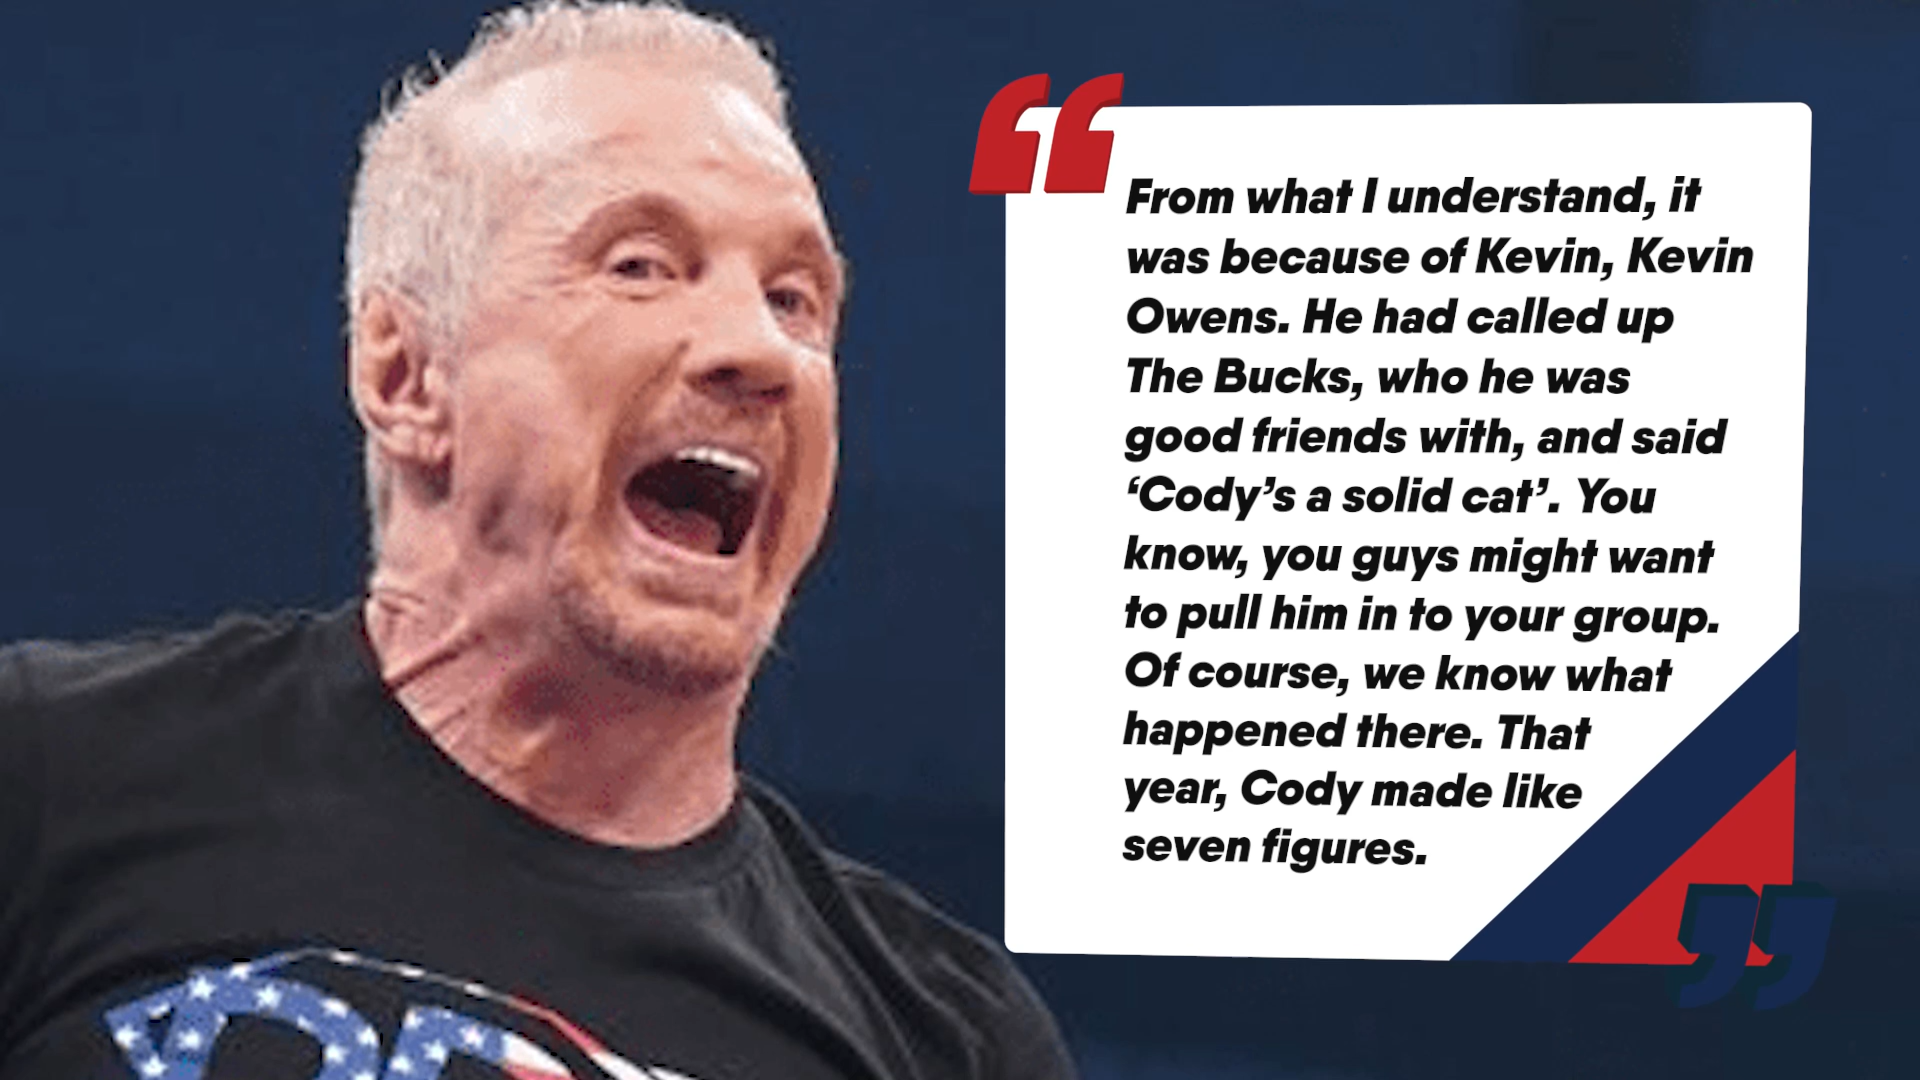 From what I understand, it
was because of Kevin, Kevin
Owens. He had called up
The Bucks, who he was
good friends with, and said
‘Cody’s a solid cat’. You
know, you guys might want
to pull him in to your group.
Of course, we know what
happened there. That
year, Cody made like
seven figures.